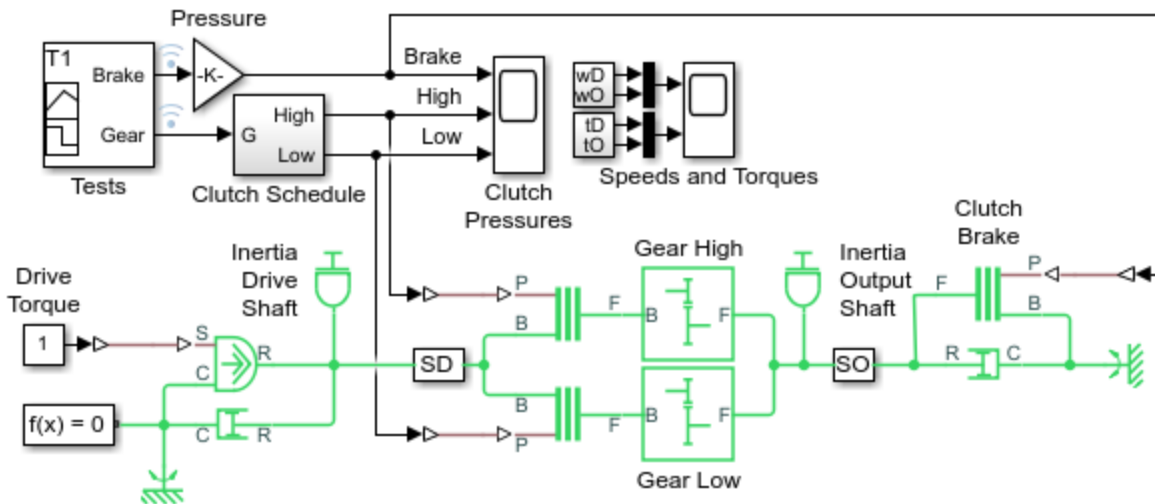 Pressure
T1
Brake
Gear
Tests
-K-
G
High
Low
Clutch Schedule
Brake
High
Low
Clutch
Pressures
wD
wO
tD
tO
Speeds and Torques
Drive
Torque
1
S
C
R
f(x) = 0
C
R
Inertia
Drive
Shaft
SD
P
B
F
B
P
F
Gear High
B
F
B
F
Gear Low
Inertia
Output
Shaft
SO
Clutch
Brake
F
P
B
R
C